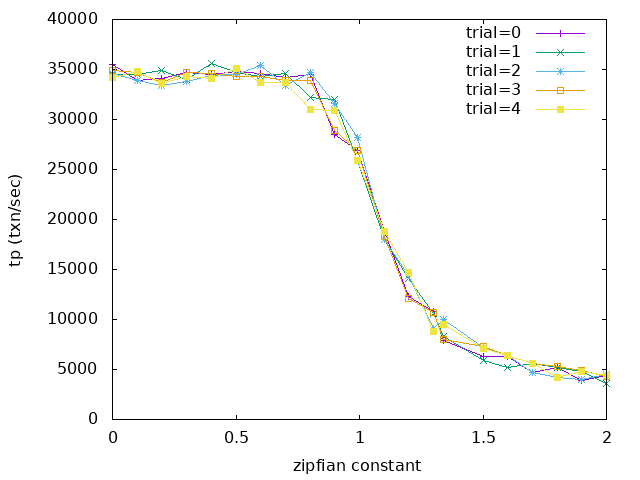 40000
35000
30000
25000
20000
15000
10000
5000
0
tp (txn/sec)
trial=0
trial=1
trial=2
trial=3
trial=4
0 0.5 1 1.5 2
zipfian constant